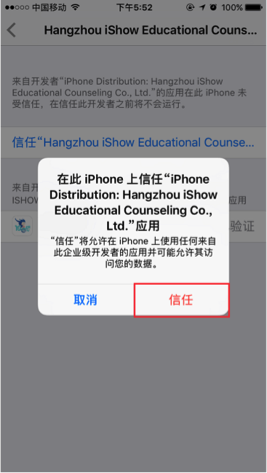 中国移动 下午5:52 100%
Hangzhou iShow Educational Couns...
来自开发者“iPhone Distribution: Hangzhou iShow
Educational Counseling Co., Ltd.”的应用在此 iPhone 未
受信任，在信任此开发者之前将不会运行。
信任“Hangzhou iShow Educational Counse...
在此 iPhone 上信任“iPhone
Distribution: Hangzhou iShow
Educational Counseling Co.,
Ltd.”应用
“信任”将允许在 iPhone 上使用任何来自
此企业级开发者的应用并可能允许其访
问您的数据。
来自开
ISHOW
应用
验证
取消
信任